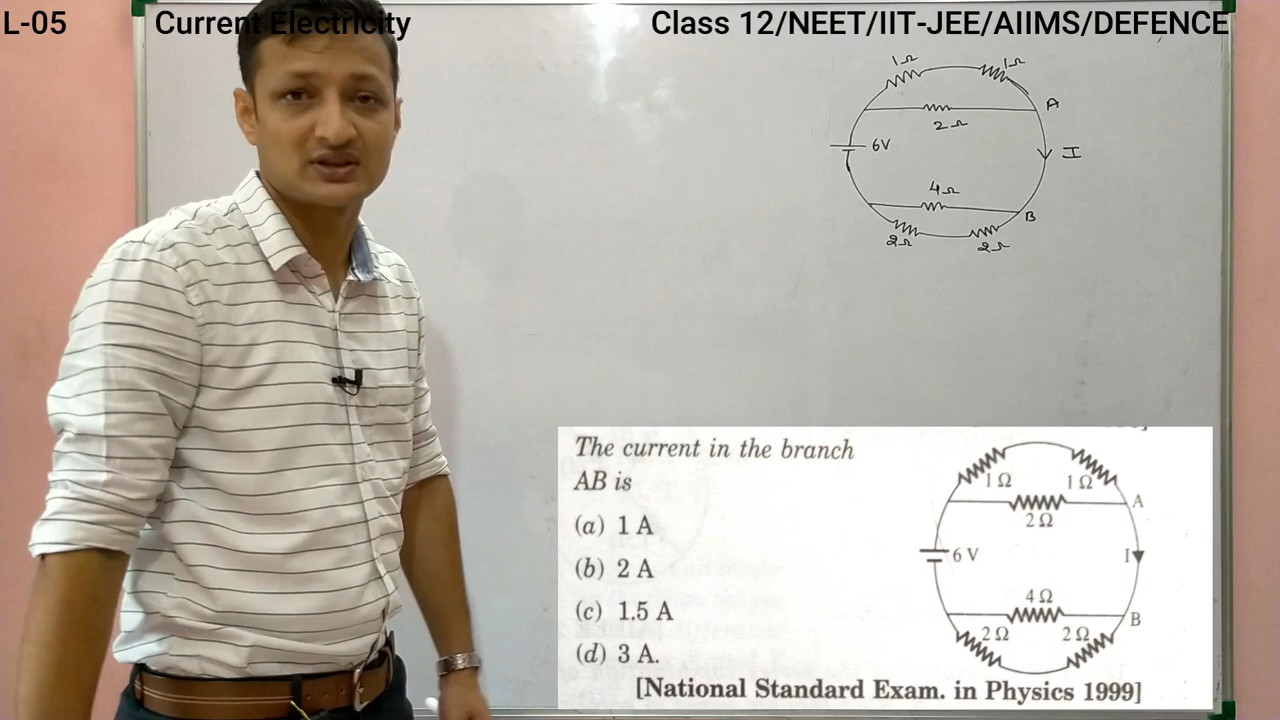 L-05 Current Electricity Class 12/NEET/IIT-JEE/AIIMS/DEFENCE
1Ω 1Ω
A
2Ω
6V I
4Ω
B
2Ω 2Ω
The current in the branch
AB is
(a) 1 A
(b) 2 A
(c) 1.5 A
(d) 3 A.
1 Ω 1 Ω
A
2 Ω
6 V I
4 Ω
B
2 Ω 2 Ω
[National Standard Exam. in Physics 1999]